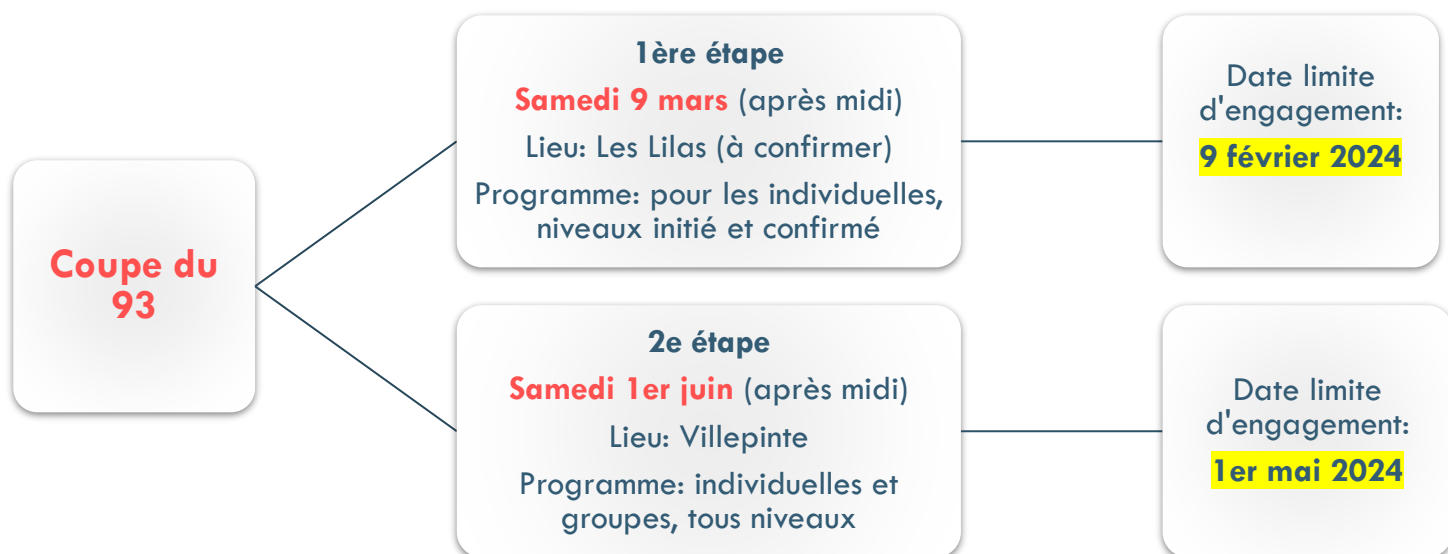 Coupe du
93
1ère étape
Samedi 9 mars (après midi)
Lieu: Les Lilas (à confirmer)
Programme: pour les individuelles,
niveaux initié et confirmé
Date limite
d'engagement:
9 février 2024
2e étape
Samedi 1er juin (après midi)
Lieu: Villepinte
Programme: individuelles et
groupes, tous niveaux
Date limite
d'engagement:
1er mai 2024